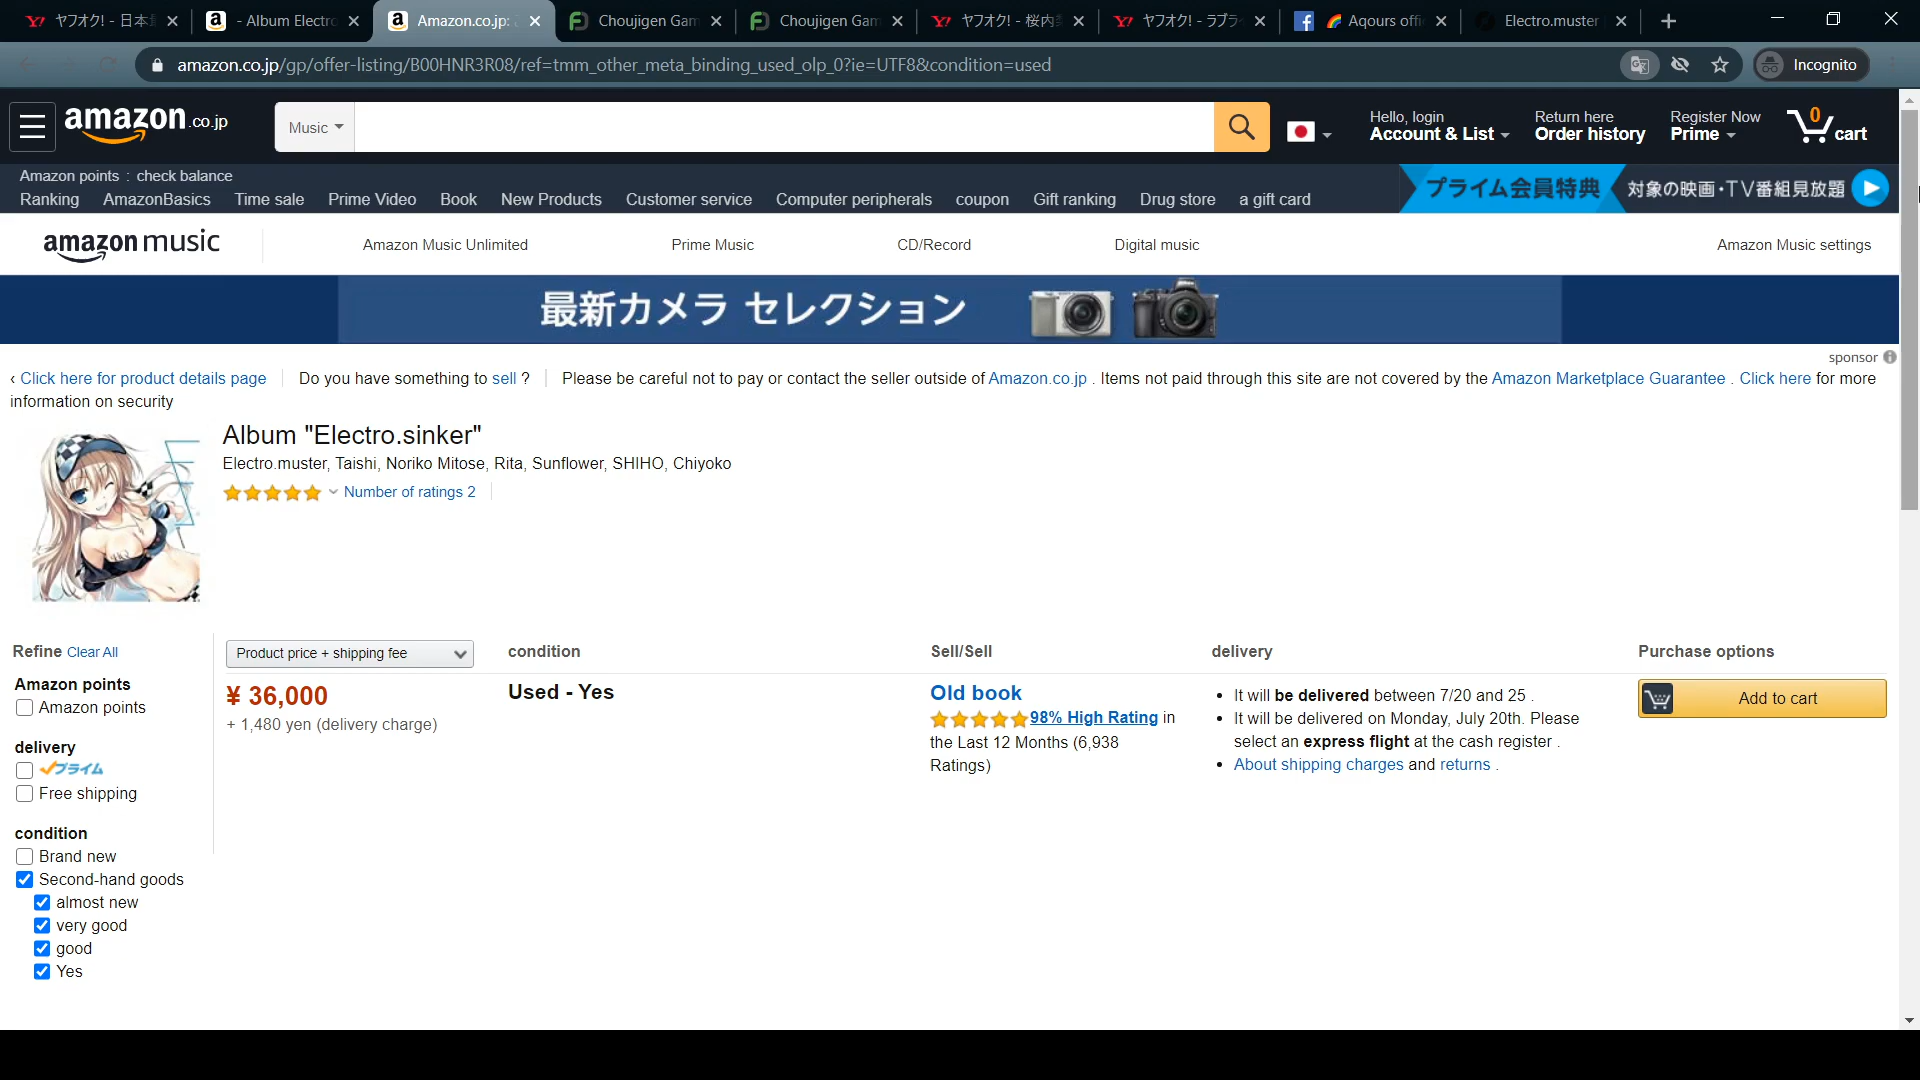 ヤフオク! - 日本
- Album Electro
Amazon.co.jp:
Choujigen Gam
Choujigen Gam
ヤフオク! - 桜内
ヤフオク! - ラブラ
Aqours offi
Electro.muster
amazon.co.jp/gp/offer-listing/B00HNR3R08/ref=tmm_other_meta_binding_used_olp_0?ie=UTF8&condition=used
Incognito
amazon.co.jp
Music
Hello, login
Account & List
Return here
Order history
Register Now
Prime
0
cart
Amazon points : check balance
Ranking AmazonBasics Time sale Prime Video Book New Products Customer service Computer peripherals coupon Gift ranking Drug store a gift card
プライム会員特典 対象の映画・TV番組見放題
amazon music
Amazon Music Unlimited
Prime Music
CD/Record
Digital music
Amazon Music settings
最新カメラ セレクション
sponsor
‹ Click here for product details page Do you have something to sell ? Please be careful not to pay or contact the seller outside of Amazon.co.jp . Items not paid through this site are not covered by the Amazon Marketplace Guarantee . Click here for more
information on security
Album "Electro.sinker"
Electro.muster, Taishi, Noriko Mitose, Rita, Sunflower, SHIHO, Chiyoko
Number of ratings 2
Refine Clear All
Amazon points
Amazon points
delivery
プライム
Free shipping
condition
Brand new
Second-hand goods
almost new
very good
good
Yes
Product price + shipping fee
condition
Sell/Sell
delivery
Purchase options
¥ 36,000
+ 1,480 yen (delivery charge)
Used - Yes
Old book
98% High Rating in
the Last 12 Months (6,938
Ratings)
• It will be delivered between 7/20 and 25 .
• It will be delivered on Monday, July 20th. Please
select an express flight at the cash register .
• About shipping charges and returns .
Add to cart